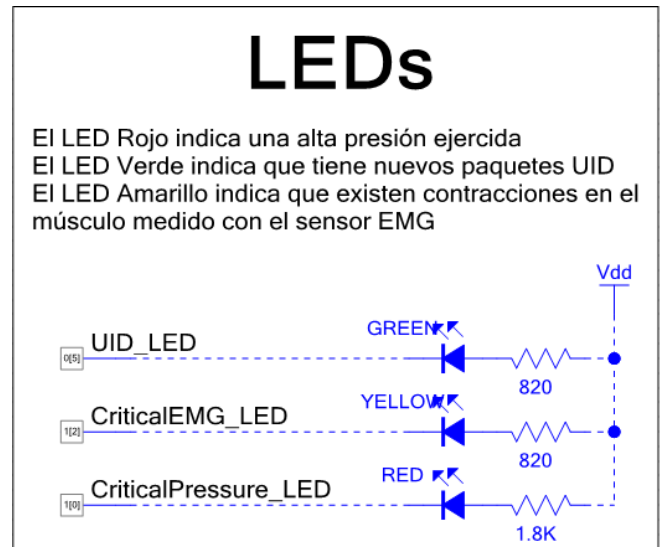 LEDs
El LED Rojo indica una alta presión ejercida
El LED Verde indica que tiene nuevos paquetes UID
El LED Amarillo indica que existen contracciones en el
músculo medido con el sensor EMG
Vdd
GREEN
0[5] UID_LED
820
YELLOW
1[2] CriticalEMG_LED
820
RED
1[0] CriticalPressure_LED
1.8K